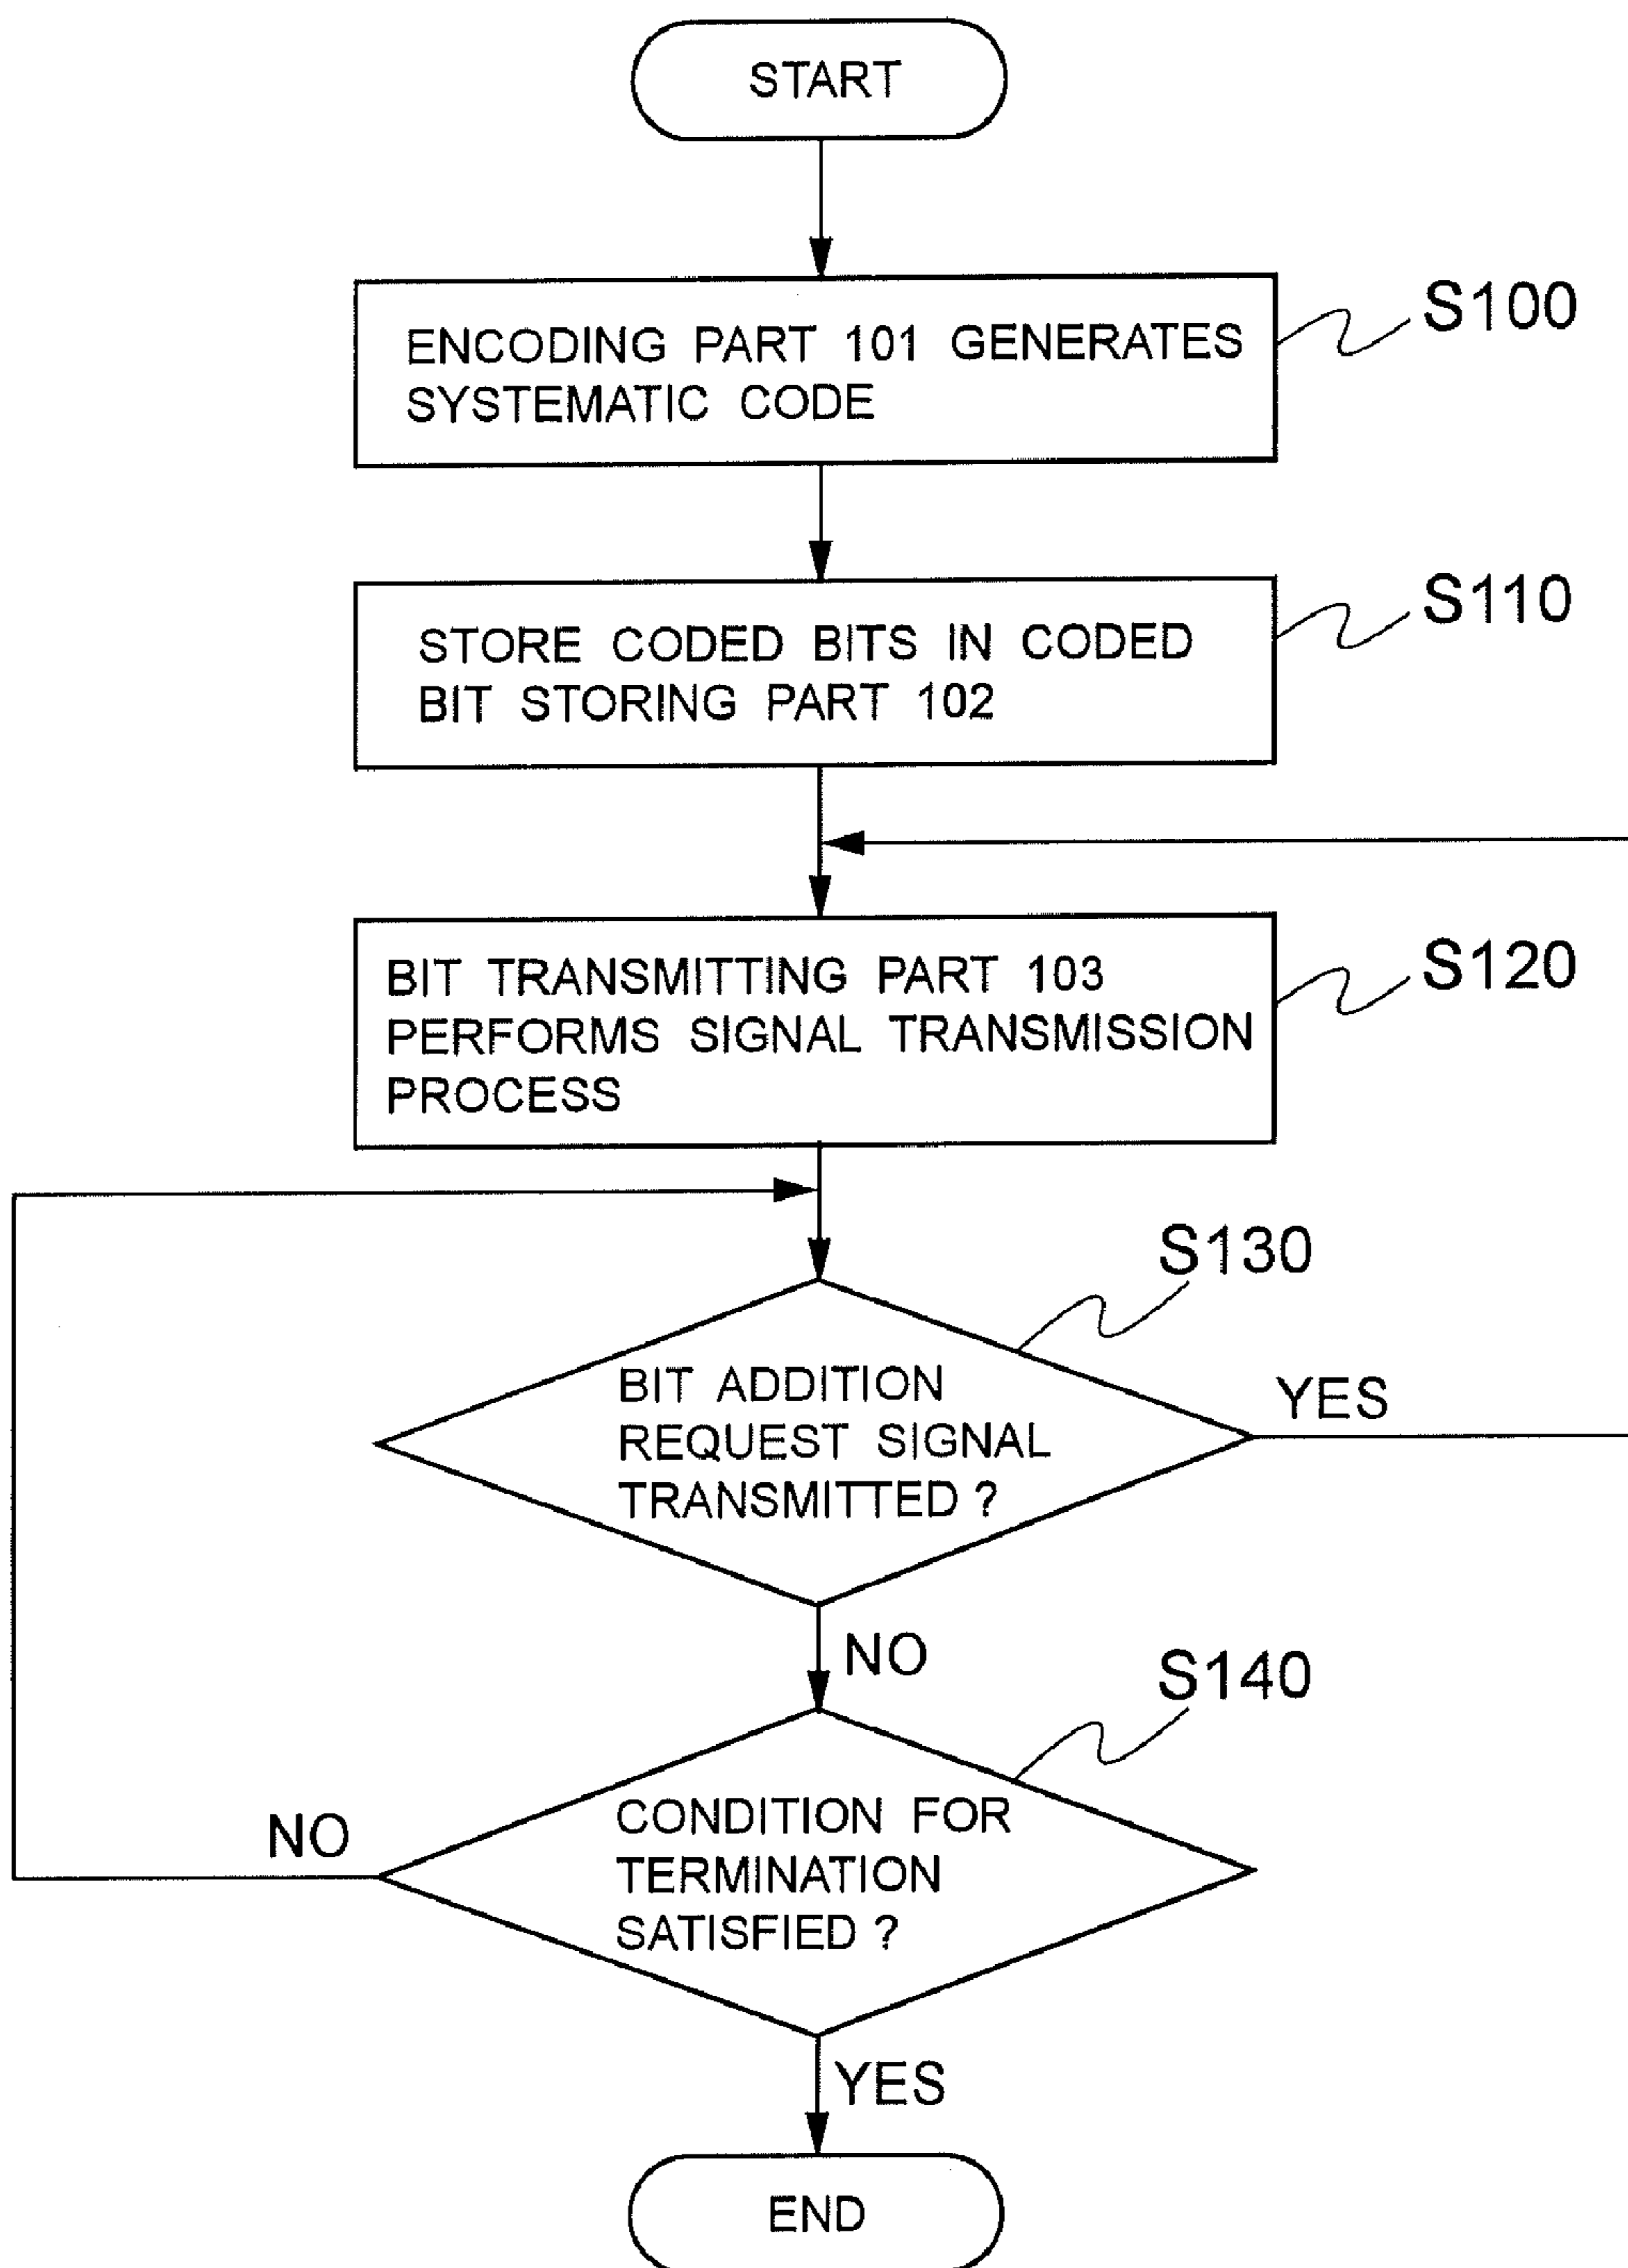 START
ENCODING PART 101 GENERATES
SYSTEMATIC CODE
S100
STORE CODED BITS IN CODED
BIT STORING PART 102
S110
BIT TRANSMITTING PART 103
PERFORMS SIGNAL TRANSMISSION
PROCESS
S120
S130
BIT ADDITION
REQUEST SIGNAL
TRANSMITTED ?
YES
NO
S140
CONDITION FOR
TERMINATION
SATISFIED ?
NO
YES
END